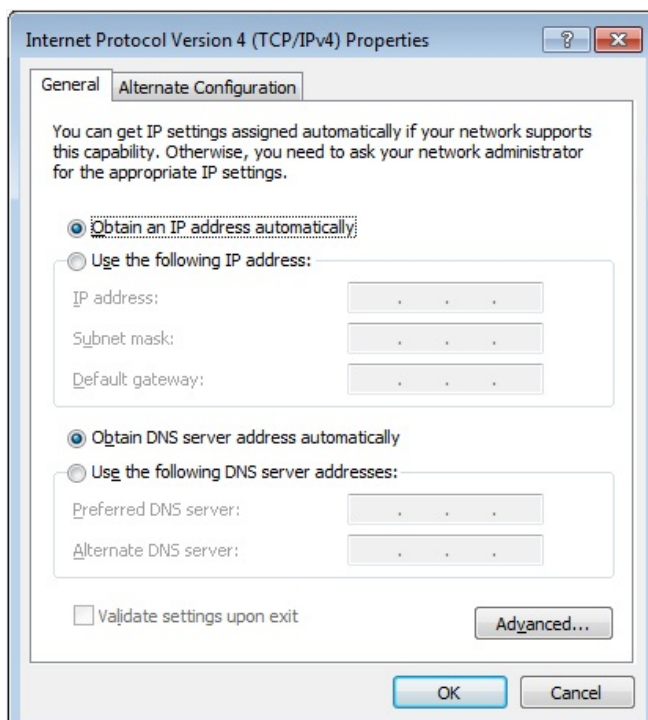 Internet Protocol Version 4 (TCP/IPv4) Properties
General
Alternate Configuration
You can get IP settings assigned automatically if your network supports
this capability. Otherwise, you need to ask your network administrator
for the appropriate IP settings.
Obtain an IP address automatically
Use the following IP address:
IP address:
Subnet mask:
Default gateway:
Obtain DNS server address automatically
Use the following DNS server addresses:
Preferred DNS server:
Alternate DNS server:
Validate settings upon exit
Advanced...
OK
Cancel